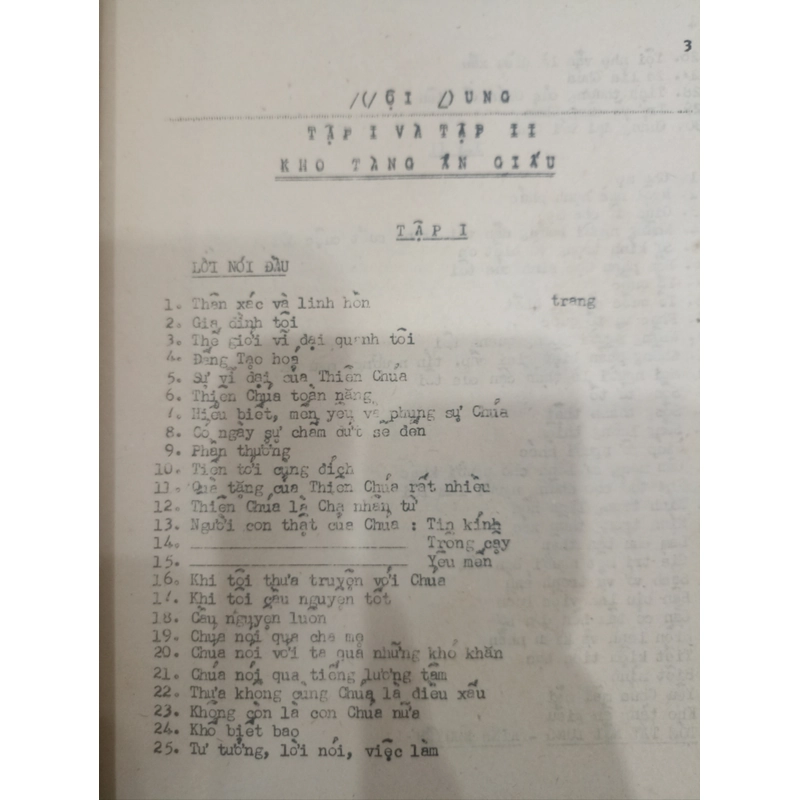 3
NỘI DUNG
TẬP I VÀ TẬP II
KHO TÀNG ẨN GIẤU
TẬP I
LỜI NÓI ĐẦU
1. Thân xác và linh hồn trang
2. Gia đình tôi
3. Thế giới vĩ đại quanh tôi
4. Đấng Tạo hoá
5. Sự vĩ đại của Thiên Chúa
6. Thiên Chúa toàn năng
7. Hiểu biết, mến yêu và phụng sự Chúa
8. Có ngày sự chấm dứt sẽ đến
9. Phần thưởng
10. Tiến tới cùng đích
11. Quà tặng của Thiên Chúa rất nhiều
12. Thiên Chúa là Cha nhân từ
13. Người con thật của Chúa : Tin kính
14. Trông cậy
15. Yêu mến
16. Khi tôi thưa truyện với Chúa
17. Khi tôi cầu nguyện tốt
18. Cầu nguyện luôn
19. Chúa nói qua cha mẹ
20. Chúa nói với ta qua những khó khăn
21. Chúa nói qua tiếng lương tâm
22. Thưa không cùng Chúa là điều xấu
23. Không còn là con Chúa nữa
24. Khổ biết bao
25. Tư tưởng, lời nói, việc làm